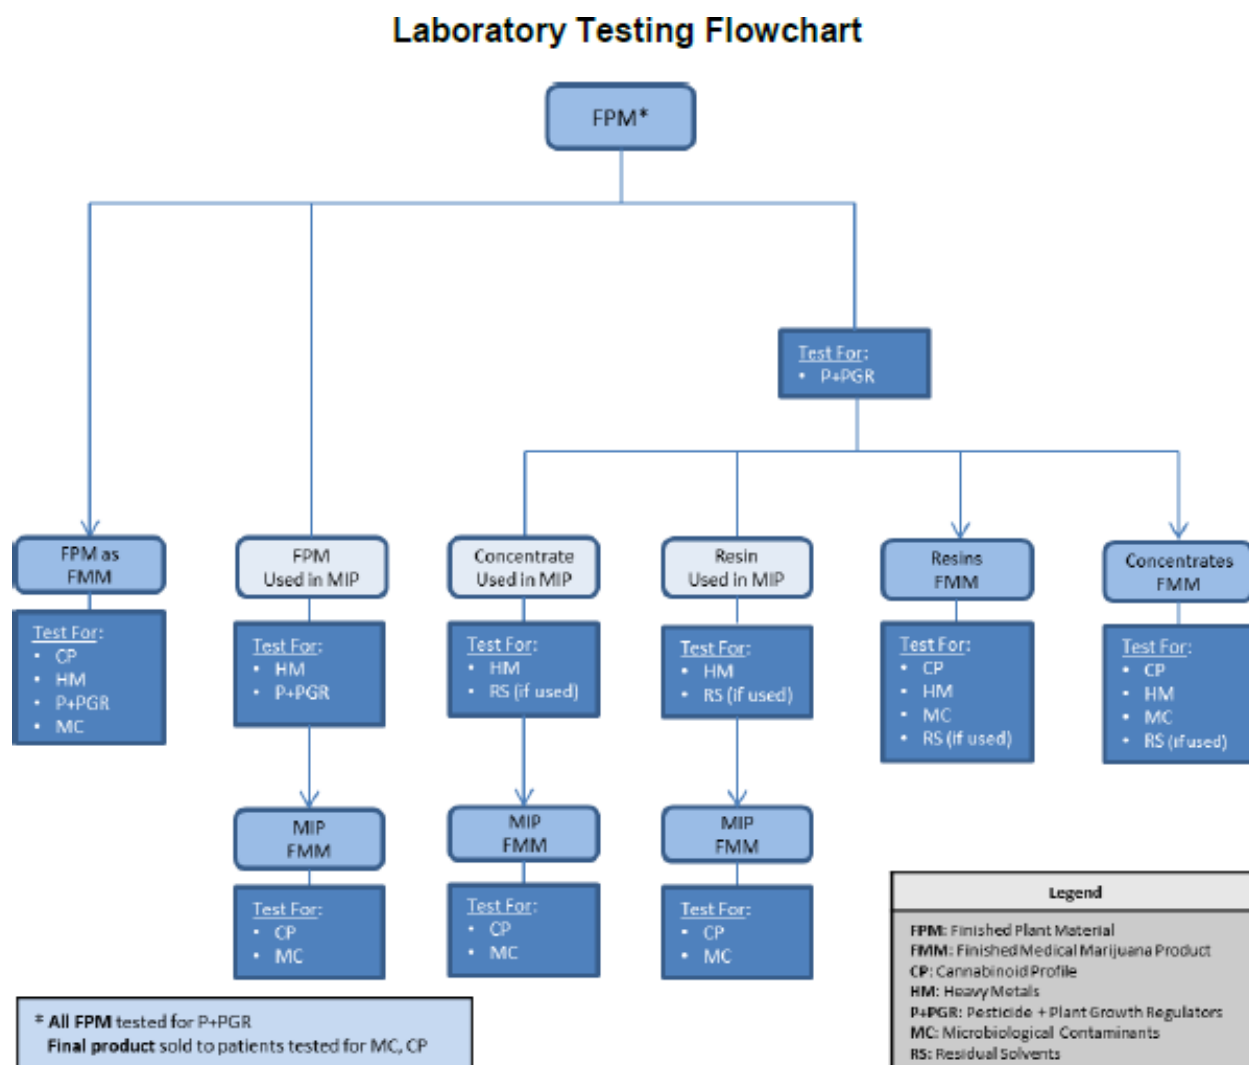 Laboratory Testing Flowchart
FPM*
Test For:
• P+PGR
FPM as
FMM
Test For:
• CP
• HM
• P+PGR
• MC
FPM
Used in MIP
Test For:
• HM
• P+PGR
MIP
FMM
Test For:
• CP
• MC
Concentrate
Used in MIP
Test For:
• HM
• RS (if used)
MIP
FMM
Test For:
• CP
• MC
Resin
Used in MIP
Test For:
• HM
• RS (if used)
MIP
FMM
Test For:
• CP
• MC
Resins
FMM
Test For:
• CP
• HM
• MC
• RS (if used)
Concentrates
FMM
Test For:
• CP
• HM
• MC
• RS (if used)
* All FPM tested for P+PGR
Final product sold to patients tested for MC, CP
Legend
FPM: Finished Plant Material
FMM: Finished Medical Marijuana Product
CP: Cannabinoid Profile
HM: Heavy Metals
P+PGR: Pesticide + Plant Growth Regulators
MC: Microbiological Contaminants
RS: Residual Solvents